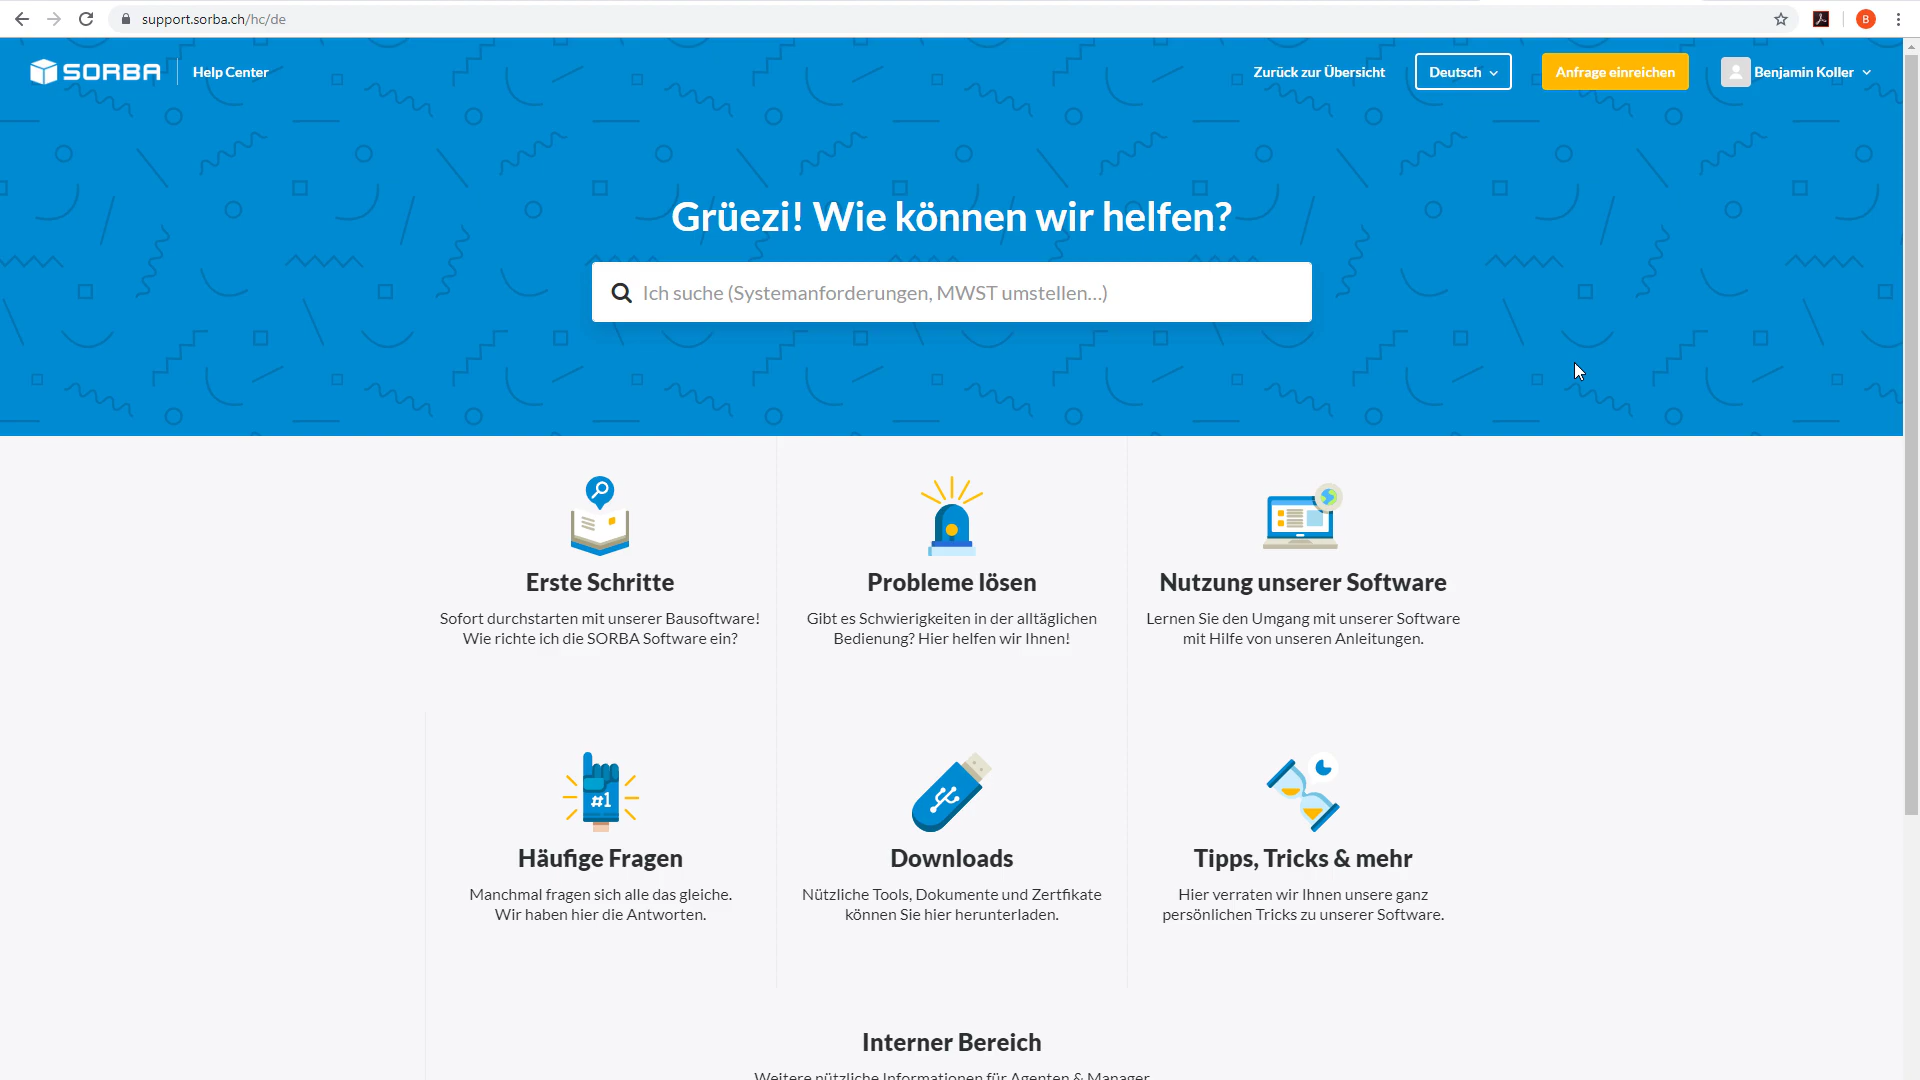 support.sorba.ch/hc/de
B
SORBA
Help Center
Zurück zur Übersicht
Deutsch
Anfrage einreichen
Benjamin Koller
Grüezi! Wie können wir helfen?
Ich suche (Systemanforderungen, MWST umstellen...)
Erste Schritte
Sofort durchstarten mit unserer Bausoftware!
Wie richte ich die SORBA Software ein?
Probleme lösen
Gibt es Schwierigkeiten in der alltäglichen
Bedienung? Hier helfen wir Ihnen!
Nutzung unserer Software
Lernen Sie den Umgang mit unserer Software
mit Hilfe von unseren Anleitungen.
#1
Häufige Fragen
Manchmal fragen sich alle das gleiche.
Wir haben hier die Antworten.
Downloads
Nützliche Tools, Dokumente und Zertfikate
können Sie hier herunterladen.
Tipps, Tricks & mehr
Hier verraten wir Ihnen unsere ganz
persönlichen Tricks zu unserer Software.
Interner Bereich
Weitere nützliche Informationen für Agenten & Manager